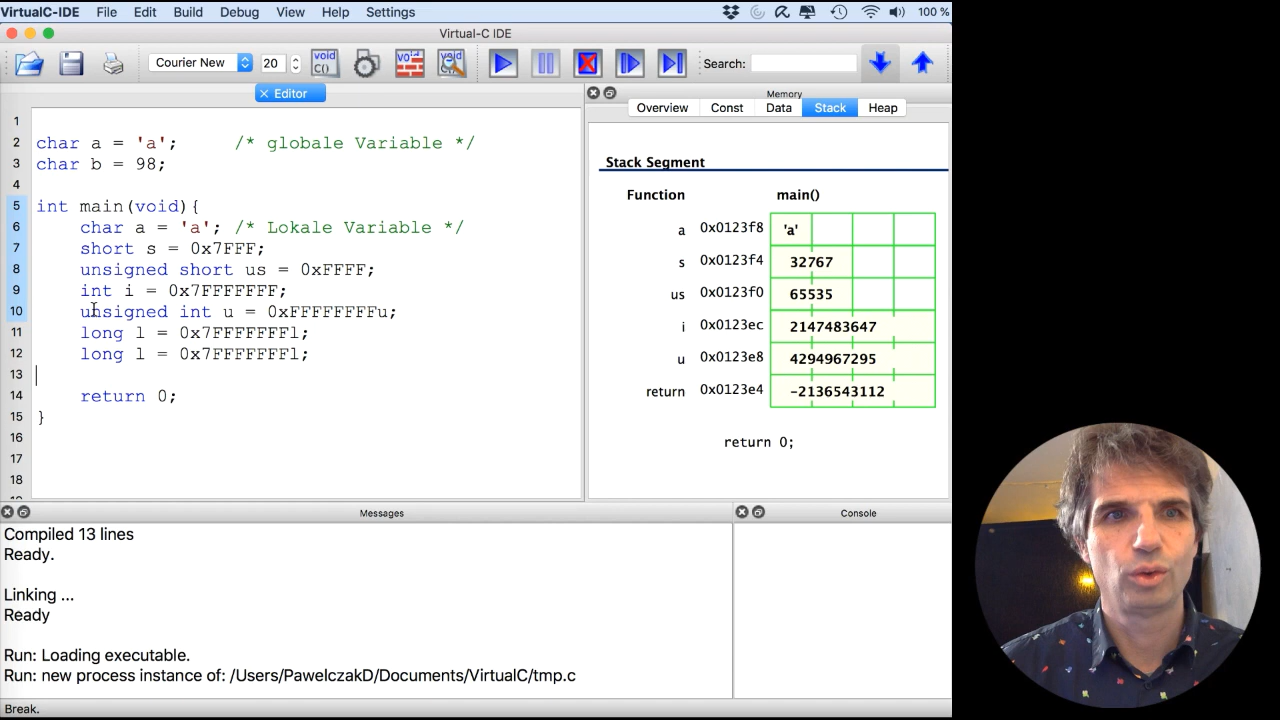 VirtualC-IDE File Edit Build Debug View Help Settings 100 %
Virtual-C IDE
Courier New 20 void C() void void Search:
Editor
Memory
Overview Const Data Stack Heap
1
2 char a = 'a'; /* globale Variable */
3 char b = 98;
4
5 int main(void){
6 char a = 'a'; /* Lokale Variable */
7 short s = 0x7FFF;
8 unsigned short us = 0xFFFF;
9 int i = 0x7FFFFFFF;
10 unsigned int u = 0xFFFFFFFFu;
11 long l = 0x7FFFFFFFl;
12 long l = 0x7FFFFFFFl;
13
14 return 0;
15 }
16
17
18
Stack Segment
Function main()
a 0x0123f8 'a'
s 0x0123f4 32767
us 0x0123f0 65535
i 0x0123ec 2147483647
u 0x0123e8 4294967295
return 0x0123e4 -2136543112
return 0;
Messages
Compiled 13 lines
Ready.
Linking ...
Ready
Run: Loading executable.
Run: new process instance of: /Users/PawelczakD/Documents/VirtualC/tmp.c
Console
Break.